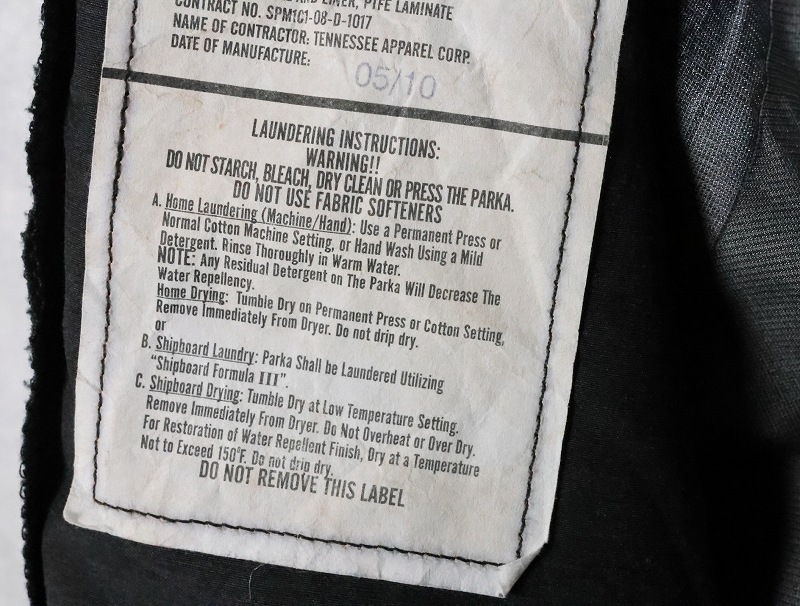 LINER, PTFE LAMINATE
CONTRACT NO. SPM1C1-08-D-1017
NAME OF CONTRACTOR: TENNESSEE APPAREL CORP.
DATE OF MANUFACTURE:
05/10
LAUNDERING INSTRUCTIONS:
WARNING!!
DO NOT STARCH, BLEACH, DRY CLEAN OR PRESS THE PARKA.
DO NOT USE FABRIC SOFTENERS
A. Home Laundering (Machine/Hand): Use a Permanent Press or
Normal Cotton Machine Setting, or Hand Wash Using a Mild
Detergent. Rinse Thoroughly in Warm Water.
NOTE: Any Residual Detergent on The Parka Will Decrease The
Water Repellency.
Home Drying: Tumble Dry on Permanent Press or Cotton Setting,
Remove Immediately From Dryer. Do not drip dry.
or
B. Shipboard Laundry: Parka Shall be Laundered Utilizing
“Shipboard Formula III”.
C. Shipboard Drying: Tumble Dry at Low Temperature Setting.
Remove Immediately From Dryer. Do Not Overheat or Over Dry.
For Restoration of Water Repellent Finish, Dry at a Temperature
Not to Exceed 150°F. Do not drip dry.
DO NOT REMOVE THIS LABEL